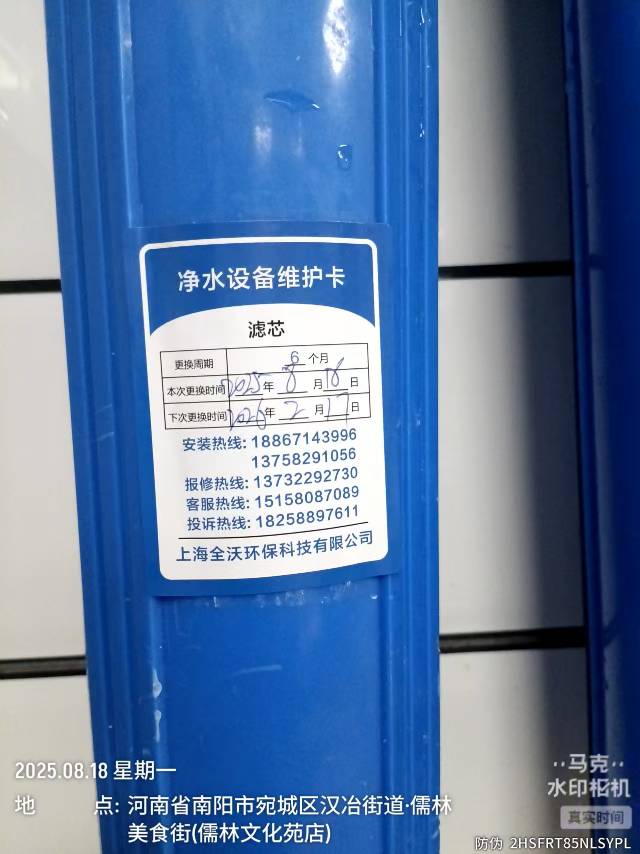 净水设备维护卡
滤芯
更换周期 6 个月
本次更换时间 2025 年 8 月 18 日
下次更换时间 2026 年 2 月 17 日
安装热线: 18867143996
13758291056
报修热线: 13732292730
客服热线: 15158087089
投诉热线: 18258897611
上海全沃环保科技有限公司
2025.08.18 星期一
地 点: 河南省南阳市宛城区汉冶街道·儒林
美食街(儒林文化苑店)
马克
水印相机
真实时间
防伪 2HSFRT85NLSYPL